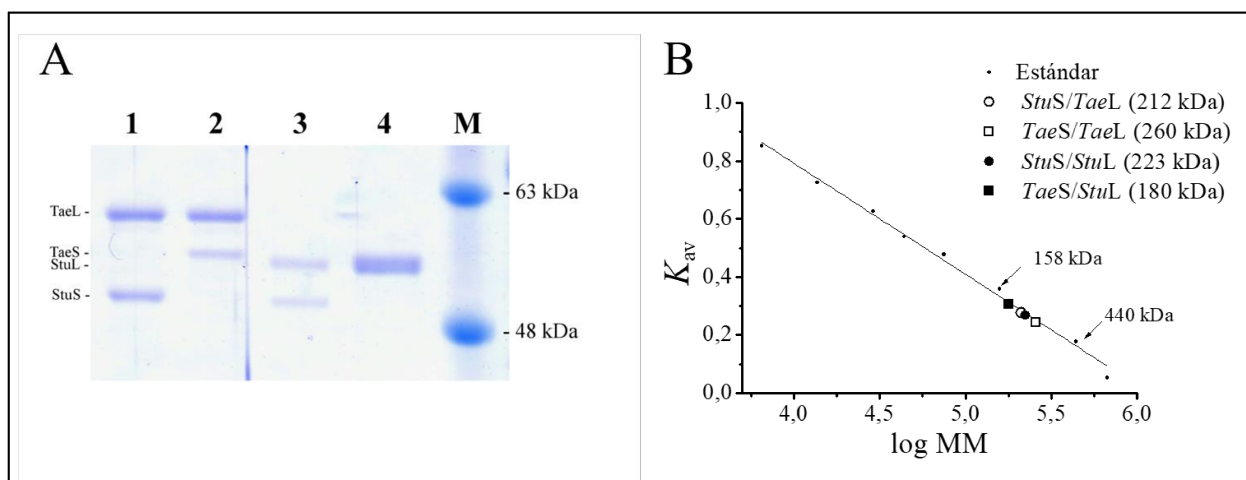 A
1 2 3 4 M
63 kDa
TaeL
TaeS
StuL
StuS
48 kDa
B
Estándar
StuS/TaeL (212 kDa)
TaeS/TaeL (260 kDa)
StuS/StuL (223 kDa)
TaeS/StuL (180 kDa)
1,0
0,8
0,6
0,4
0,2
0,0
Kav
158 kDa
440 kDa
4,0 4,5 5,0 5,5 6,0
log MM